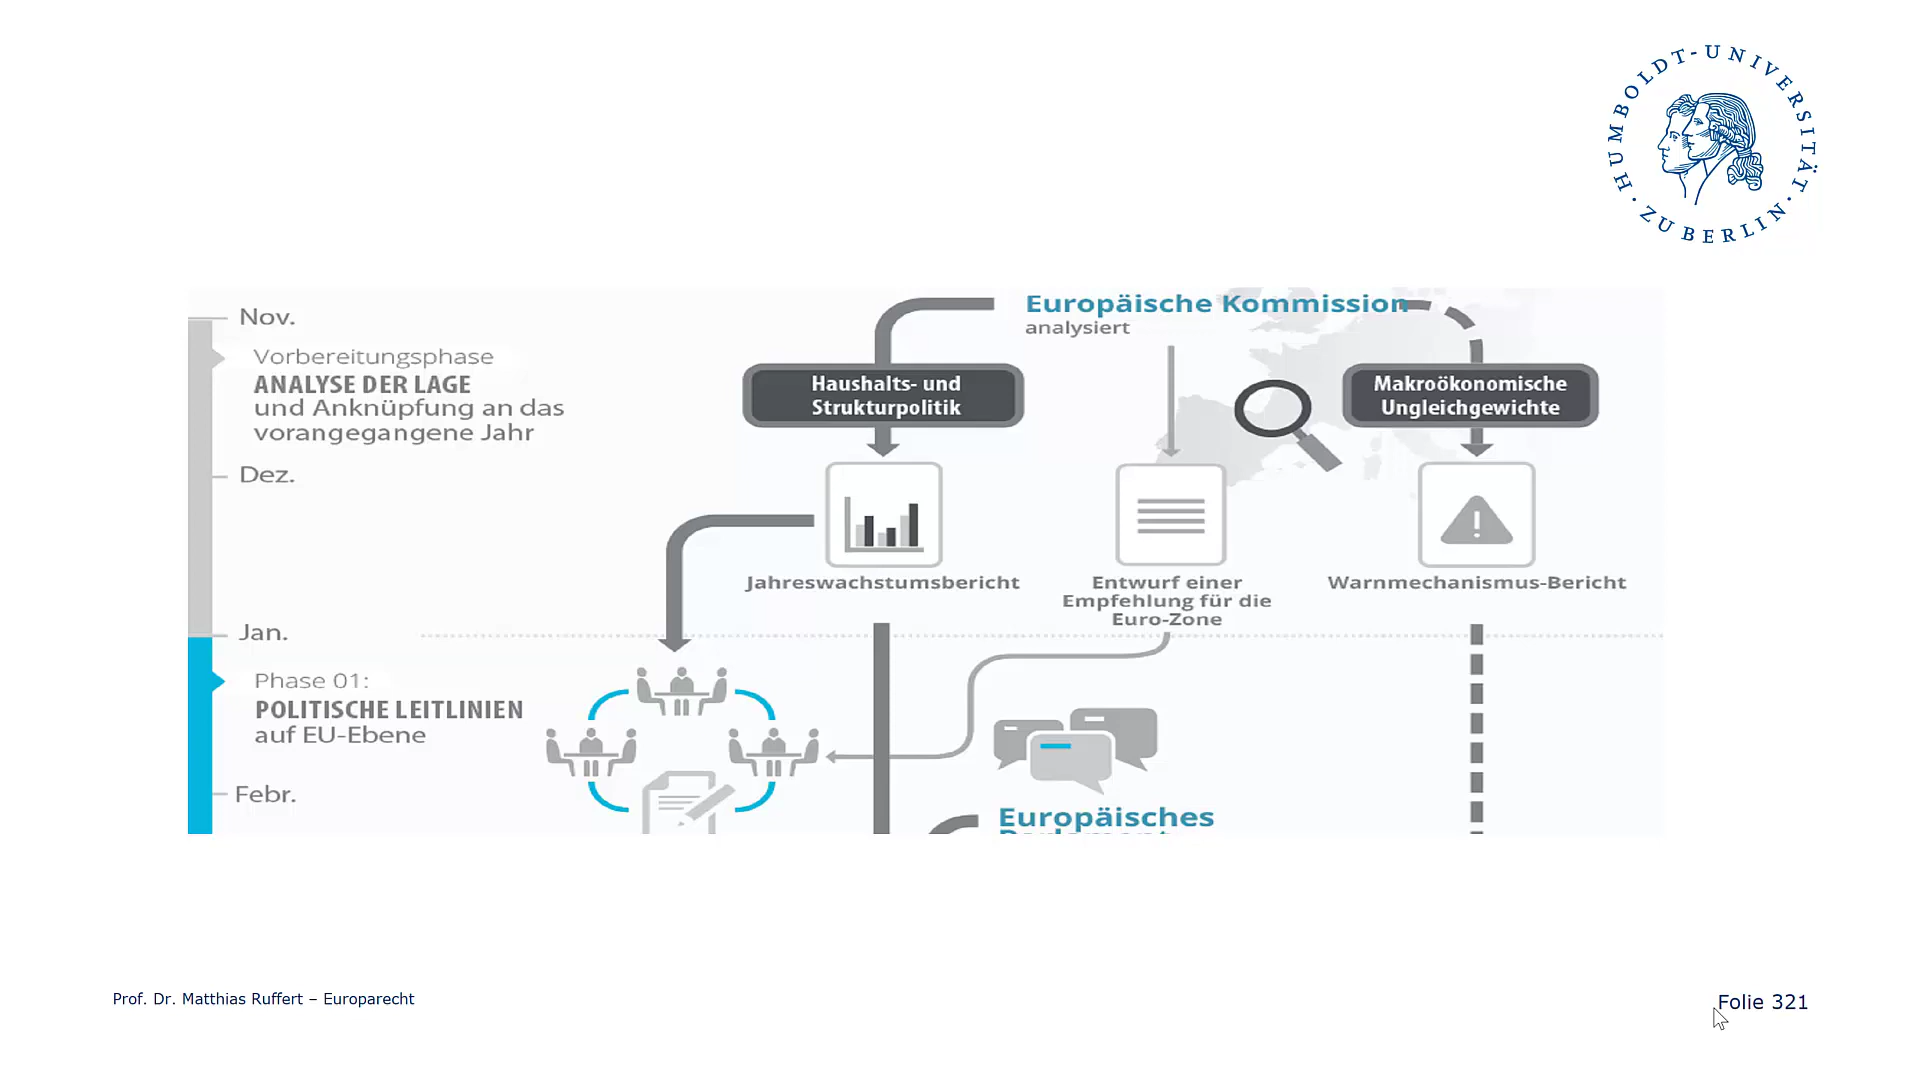 HUMBOLDT-UNIVERSITÄT
ZU BERLIN
Nov.
Vorbereitungsphase
ANALYSE DER LAGE
und Anknüpfung an das
vorangegangene Jahr
Dez.
Europäische Kommission
analysiert
Haushalts- und
Strukturpolitik
Makroökonomische
Ungleichgewichte
Jahreswachstumsbericht
Entwurf einer
Empfehlung für die
Euro-Zone
Warnmechanismus-Bericht
Jan.
Phase 01:
POLITISCHE LEITLINIEN
auf EU-Ebene
Febr.
Europäisches
Prof. Dr. Matthias Ruffert – Europarecht
Folie 321